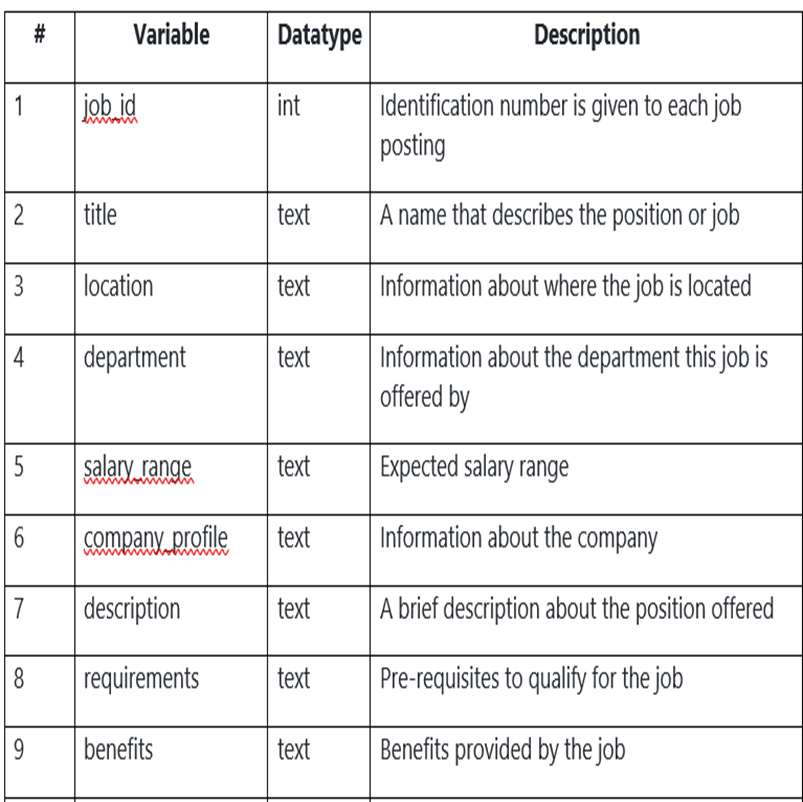 # Variable Datatype Description
1 job_id int Identification number is given to each job
posting
2 title text A name that describes the position or job
3 location text Information about where the job is located
4 department text Information about the department this job is
offered by
5 salary_range text Expected salary range
6 company_profile text Information about the company
7 description text A brief description about the position offered
8 requirements text Pre-requisites to qualify for the job
9 benefits text Benefits provided by the job